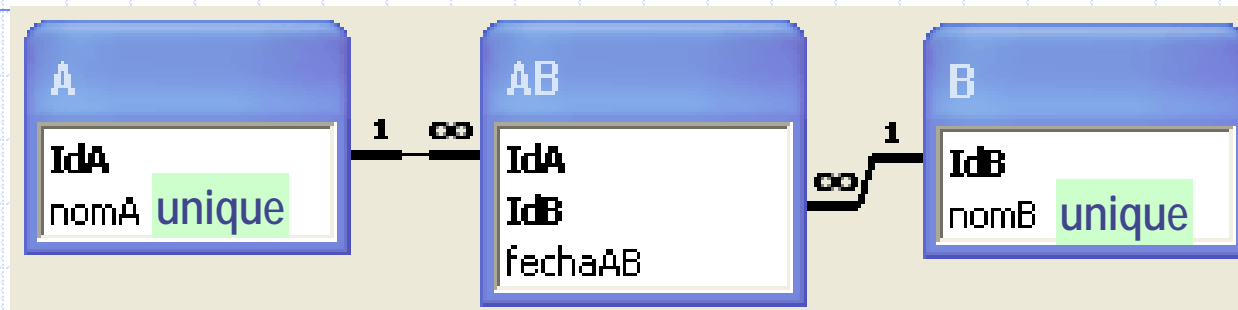 A
IdA
nomA unique
1 ∞
AB
IdA
IdB
fechaAB
∞ 1
B
IdB
nomB unique